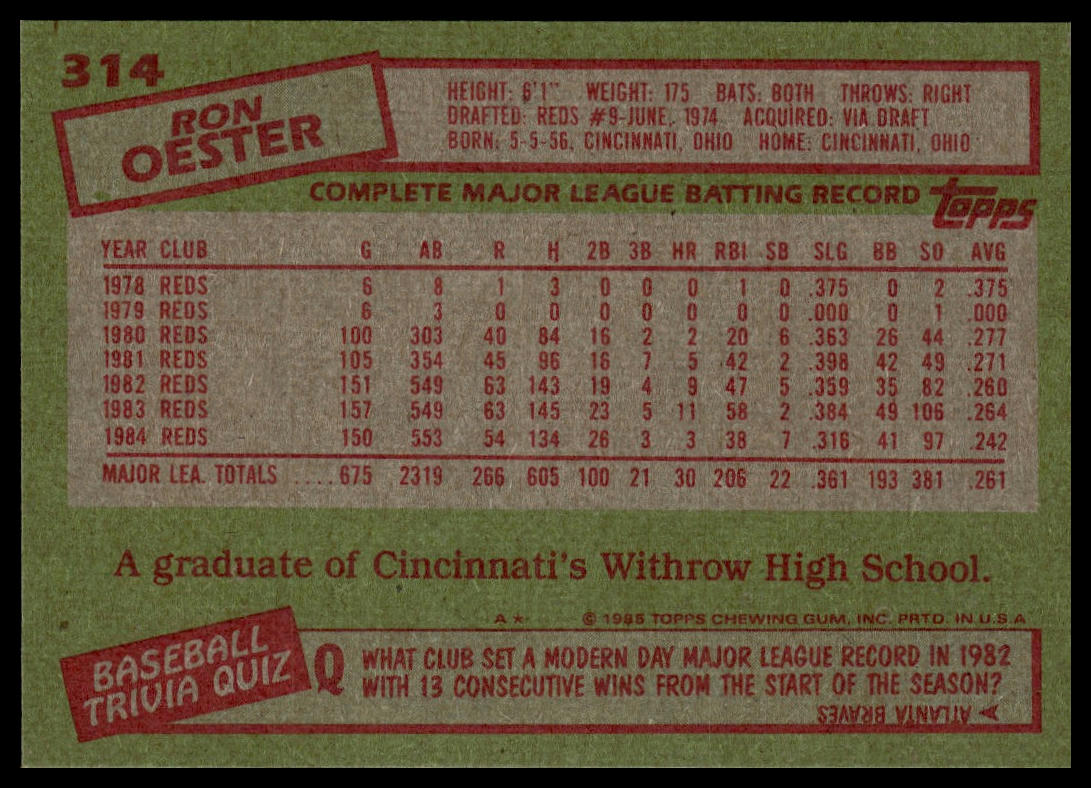 314
RON
OESTER
HEIGHT: 6'1" WEIGHT: 175 BATS: BOTH THROWS: RIGHT
DRAFTED: REDS #9-JUNE, 1974 ACQUIRED: VIA DRAFT
BORN: 5-5-56, CINCINNATI, OHIO HOME: CINCINNATI, OHIO
COMPLETE MAJOR LEAGUE BATTING RECORD
topps
YEAR CLUB G AB R H 2B 3B HR RBI SB SLG BB SO AVG
1978 REDS 6 8 1 3 0 0 0 1 0 .375 0 2 .375
1979 REDS 6 3 0 0 0 0 0 0 0 .000 0 1 .000
1980 REDS 100 303 40 84 16 2 2 20 6 .363 26 44 .277
1981 REDS 105 354 45 96 16 7 5 42 2 .398 42 49 .271
1982 REDS 151 549 63 143 19 4 9 47 5 .359 35 82 .260
1983 REDS 157 549 63 145 23 5 11 58 2 .384 49 106 .264
1984 REDS 150 553 54 134 26 3 3 38 7 .316 41 97 .242
MAJOR LEA. TOTALS ....675 2319 266 605 100 21 30 206 22 .361 193 381 .261
A graduate of Cincinnati's Withrow High School.
A* © 1985 TOPPS CHEWING GUM, INC. PRTD. IN U.S.A
BASEBALL
TRIVIA QUIZ
Q WHAT CLUB SET A MODERN DAY MAJOR LEAGUE RECORD IN 1982
WITH 13 CONSECUTIVE WINS FROM THE START OF THE SEASON?
A ATLANTA BRAVES